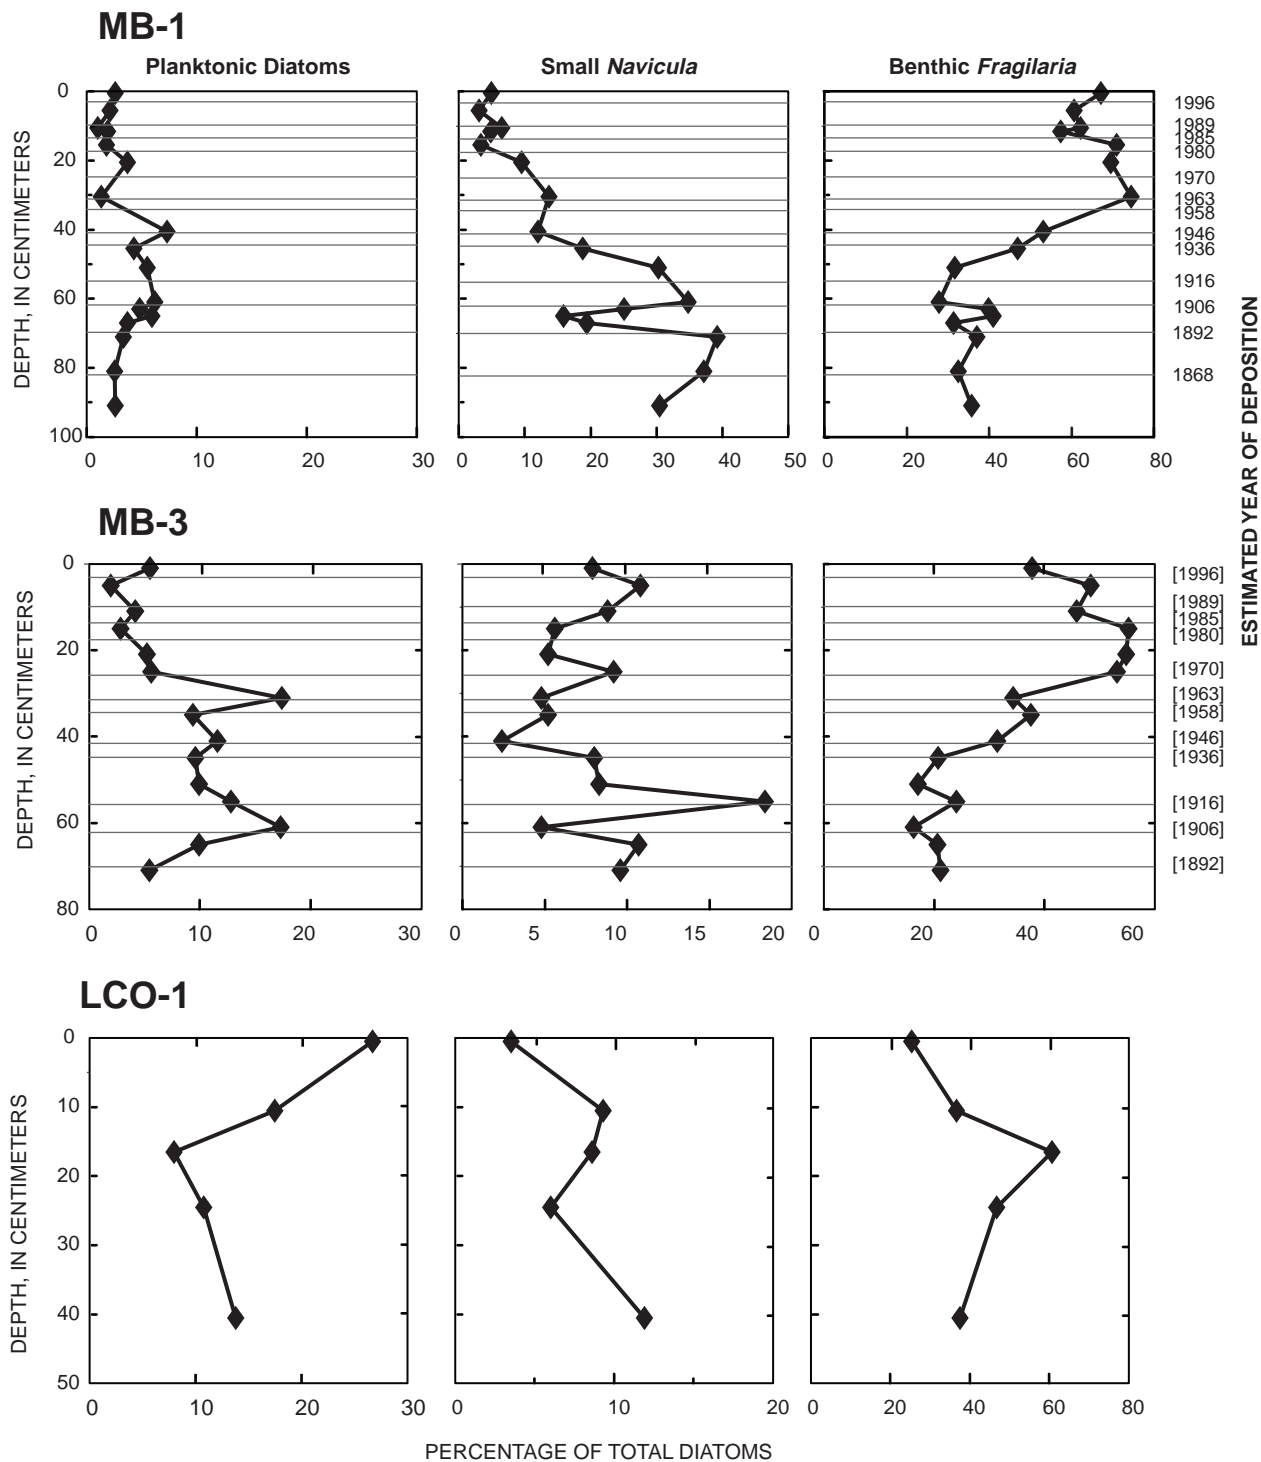 MB-1
Planktonic Diatoms
Small Navicula
Benthic Fragilaria
0
20
40
60
80
100
DEPTH, IN CENTIMETERS
0 10 20 30
0 10 20 30 40 50
0 20 40 60 80
1996
1989
1985
1980
1970
1963
1958
1946
1936
1916
1906
1892
1868
ESTIMATED YEAR OF DEPOSITION
MB-3
0
20
40
60
80
DEPTH, IN CENTIMETERS
0 10 20 30
0 5 10 15 20
0 20 40 60
[1996]
[1989]
[1985]
[1980]
[1970]
[1963]
[1958]
[1946]
[1936]
[1916]
[1906]
[1892]
LCO-1
0
10
20
30
40
50
DEPTH, IN CENTIMETERS
0 10 20 30
0 10 20
0 20 40 60 80
PERCENTAGE OF TOTAL DIATOMS